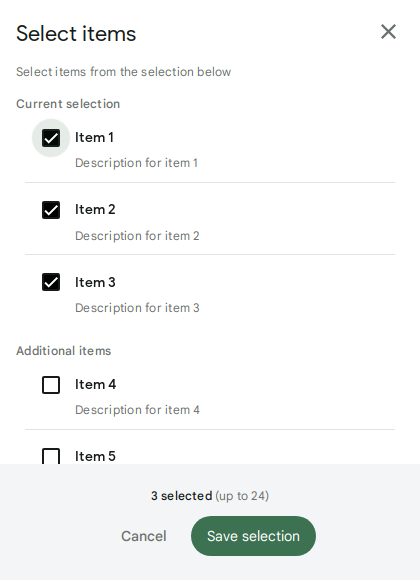 Select items
Select items from the selection below
Current selection
Item 1
Description for item 1
Item 2
Description for item 2
Item 3
Description for item 3
Additional items
Item 4
Description for item 4
Item 5
3 selected (up to 24)
Cancel
Save selection